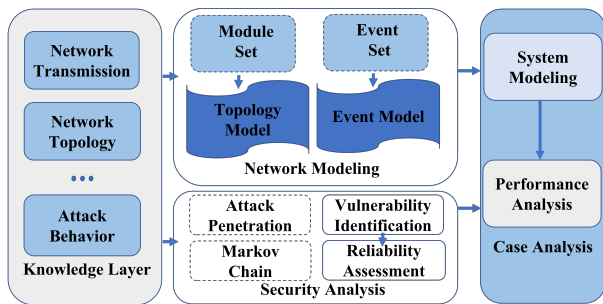 Network
Transmission
Network
Topology
...
Attack
Behavior
Knowledge Layer
Module
Set
Event
Set
Topology
Model
Event Model
Network Modeling
Attack
Penetration
Vulnerability
Identification
Markov
Chain
Reliability
Assessment
Security Analysis
System
Modeling
Performance
Analysis
Case Analysis